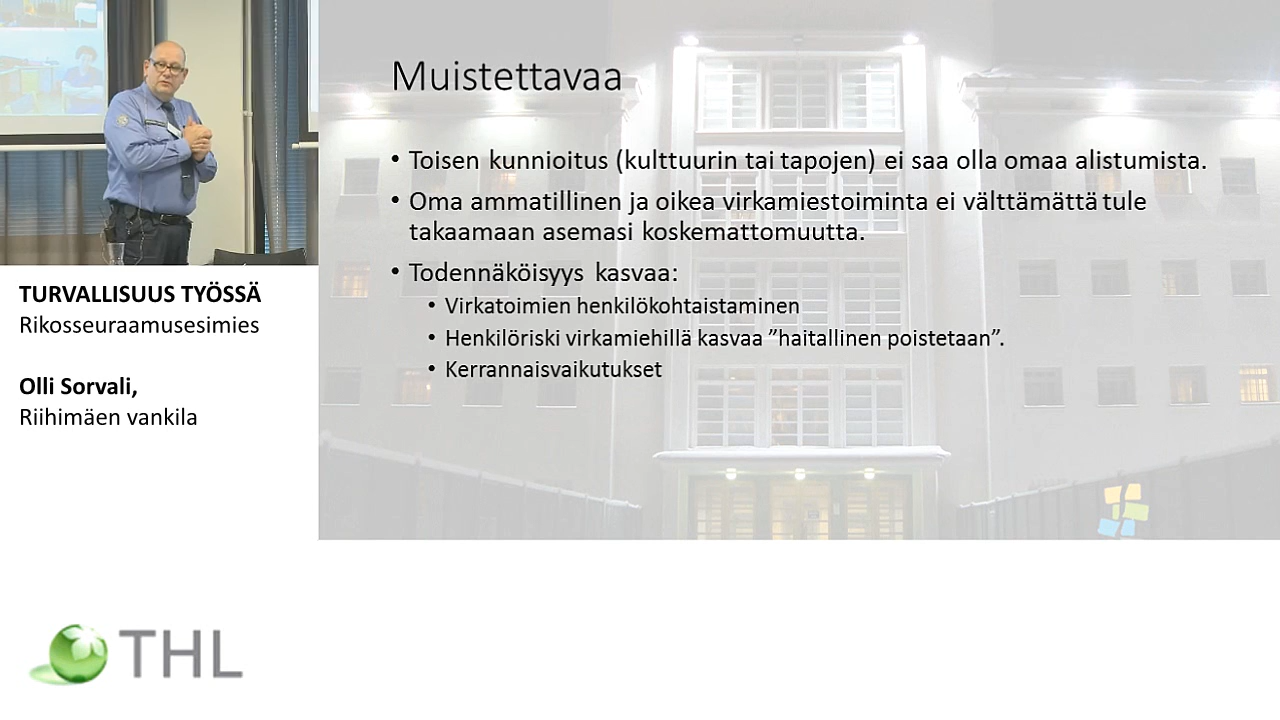 TURVALLISUUS TYÖSSÄ
Rikosseuraamusesimies
Olli Sorvali,
Riihimäen vankila
Muistettavaa
• Toisen kunnioitus (kulttuurin tai tapojen) ei saa olla omaa alistumista.
• Oma ammatillinen ja oikea virkamiestoiminta ei välttämättä tule
takaamaan asemasi koskemattomuutta.
• Todennäköisyys kasvaa:
• Virkatoimien henkilökohtaistaminen
• Henkilöriski virkamiehillä kasvaa ”haitallinen poistetaan”.
• Kerrannaisvaikutukset
THL